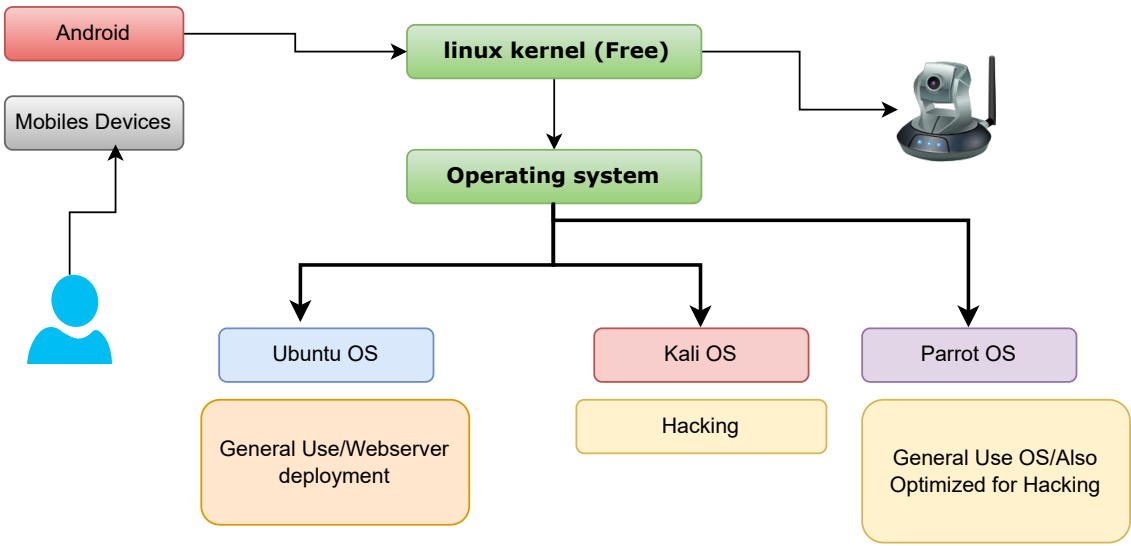 Android
linux kernel (Free)
Mobiles Devices
Operating system
Ubuntu OS
Kali OS
Parrot OS
General Use/Webserver
deployment
Hacking
General Use OS/Also
Optimized for Hacking